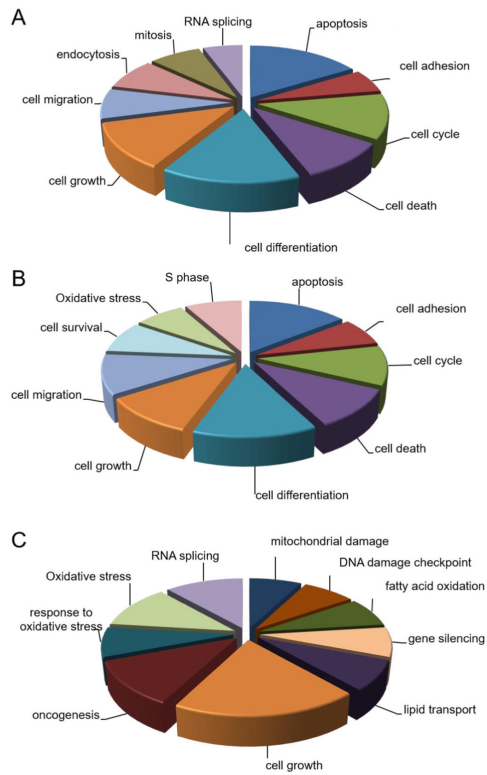 A
RNA splicing
apoptosis
mitosis
endocytosis
cell adhesion
cell migration
cell cycle
cell growth
cell death
cell differentiation
B
S phase
apoptosis
Oxidative stress
cell adhesion
cell survival
cell cycle
cell migration
cell death
cell growth
cell differentiation
C
mitochondrial damage
RNA splicing
DNA damage checkpoint
Oxidative stress
fatty acid oxidation
response to
oxidative stress
gene silencing
lipid transport
oncogenesis
cell growth